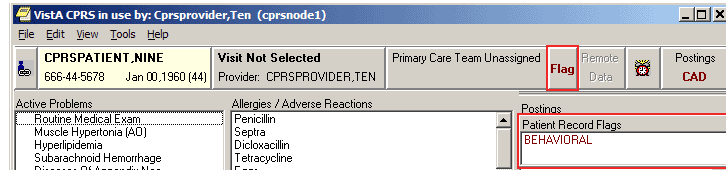 VistA CPRS in use by: Cprsprovider,Ten (cprsnode1)
File Edit View Tools Help
CPRSPATIENT,NINE
666-44-5678 Jan 00,1960 (44)
Visit Not Selected
Provider: CPRSPROVIDER,TEN
Primary Care Team Unassigned
Flag
Remote
Data
Postings
CAD
Active Problems
Routine Medical Exam
Muscle Hypertonia (AO)
Hyperlipidemia
Subarachnoid Hemorrhage
Allergies / Adverse Reactions
Penicillin
Septra
Dicloxacillin
Tetracycline
Postings
Patient Record Flags
BEHAVIORAL